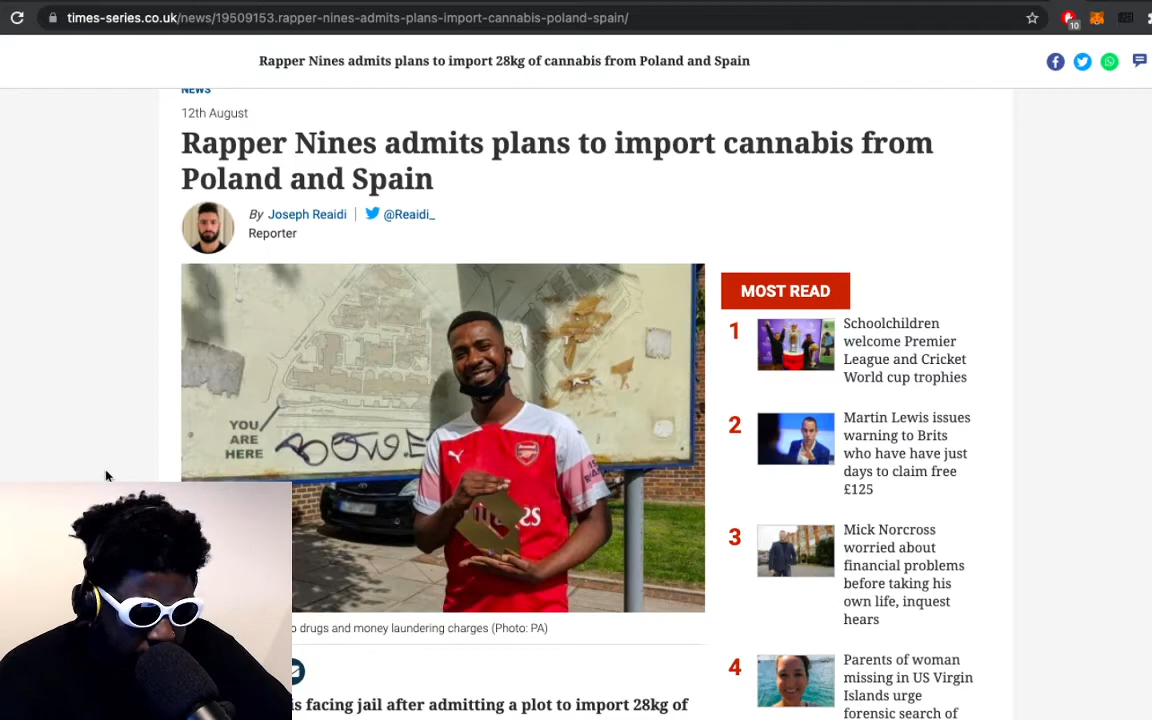 times-series.co.uk/news/19509153.rapper-nines-admits-plans-import-cannabis-poland-spain/
10
Rapper Nines admits plans to import 28kg of cannabis from Poland and Spain
NEWS
12th August
Rapper Nines admits plans to import cannabis from
Poland and Spain
By Joseph Reaidi | @Reaidi_
Reporter
YOU
ARE
HERE
BOWE
MOST READ
1
Schoolchildren
welcome Premier
League and Cricket
World cup trophies
2
Martin Lewis issues
warning to Brits
who have have just
days to claim free
£125
3
Mick Norcross
worried about
financial problems
before taking his
own life, inquest
hears
4
Parents of woman
missing in US Virgin
Islands urge
forensic search of
o drugs and money laundering charges (Photo: PA)
is facing jail after admitting a plot to import 28kg of